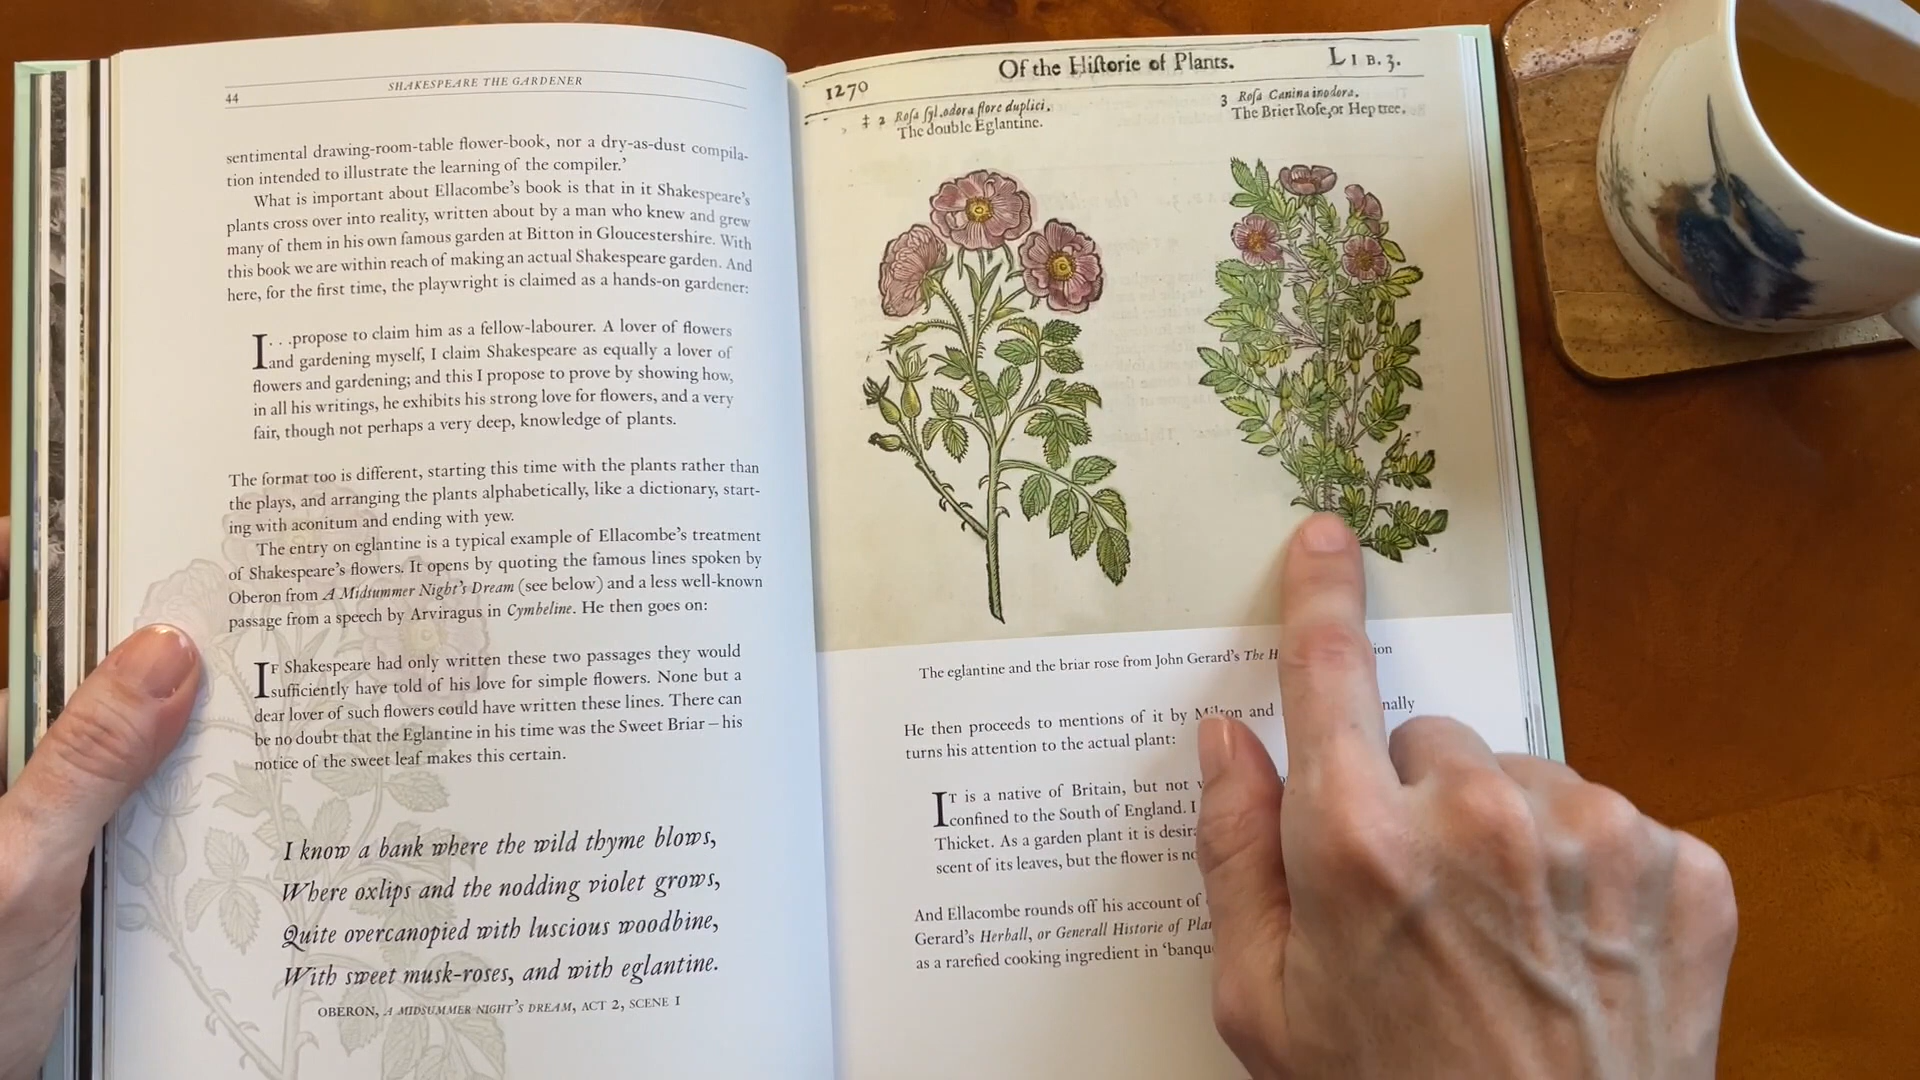 44
SHAKESPEARE THE GARDENER
sentimental drawing-room-table flower-book, nor a dry-as-dust compila-
tion intended to illustrate the learning of the compiler.’
What is important about Ellacombe’s book is that in it Shakespeare’s
plants cross over into reality, written about by a man who knew and grew
many of them in his own famous garden at Bitton in Gloucestershire. With
this book we are within reach of making an actual Shakespeare garden. And
here, for the first time, the playwright is claimed as a hands-on gardener:
I. . .propose to claim him as a fellow-labourer. A lover of flowers
and gardening myself, I claim Shakespeare as equally a lover of
flowers and gardening; and this I propose to prove by showing how,
in all his writings, he exhibits his strong love for flowers, and a very
fair, though not perhaps a very deep, knowledge of plants.
The format too is different, starting this time with the plants rather than
the plays, and arranging the plants alphabetically, like a dictionary, start-
ing with aconitum and ending with yew.
The entry on eglantine is a typical example of Ellacombe’s treatment
of Shakespeare’s flowers. It opens by quoting the famous lines spoken by
Oberon from A Midsummer Night’s Dream (see below) and a less well-known
passage from a speech by Arviragus in Cymbeline. He then goes on:
IF Shakespeare had only written these two passages they would
sufficiently have told of his love for simple flowers. None but a
dear lover of such flowers could have written these lines. There can
be no doubt that the Eglantine in his time was the Sweet Briar – his
notice of the sweet leaf makes this certain.
I know a bank where the wild thyme blows,
Where oxlips and the nodding violet grows,
Quite overcanopied with luscious woodbine,
With sweet musk-roses, and with eglantine.
OBERON, A MIDSUMMER NIGHT’S DREAM, ACT 2, SCENE I
1270
Of the Hiſtorie of Plants.
LIB. 3.
‡ 2 Roſa ſyl.odora flore duplici.
The double Eglantine.
3 Roſa Canina inodora.
The Brier Roſe, or Hep tree.
The eglantine and the briar rose from John Gerard’s The H
He then proceeds to mentions of it by Milton and
turns his attention to the actual plant:
IT is a native of Britain, but not
confined to the South of England. I
Thicket. As a garden plant it is
scent of its leaves, but the flower is
And Ellacombe rounds off his account of
Gerard’s Herball, or Generall Historie of
as a rarefied cooking ingredient in